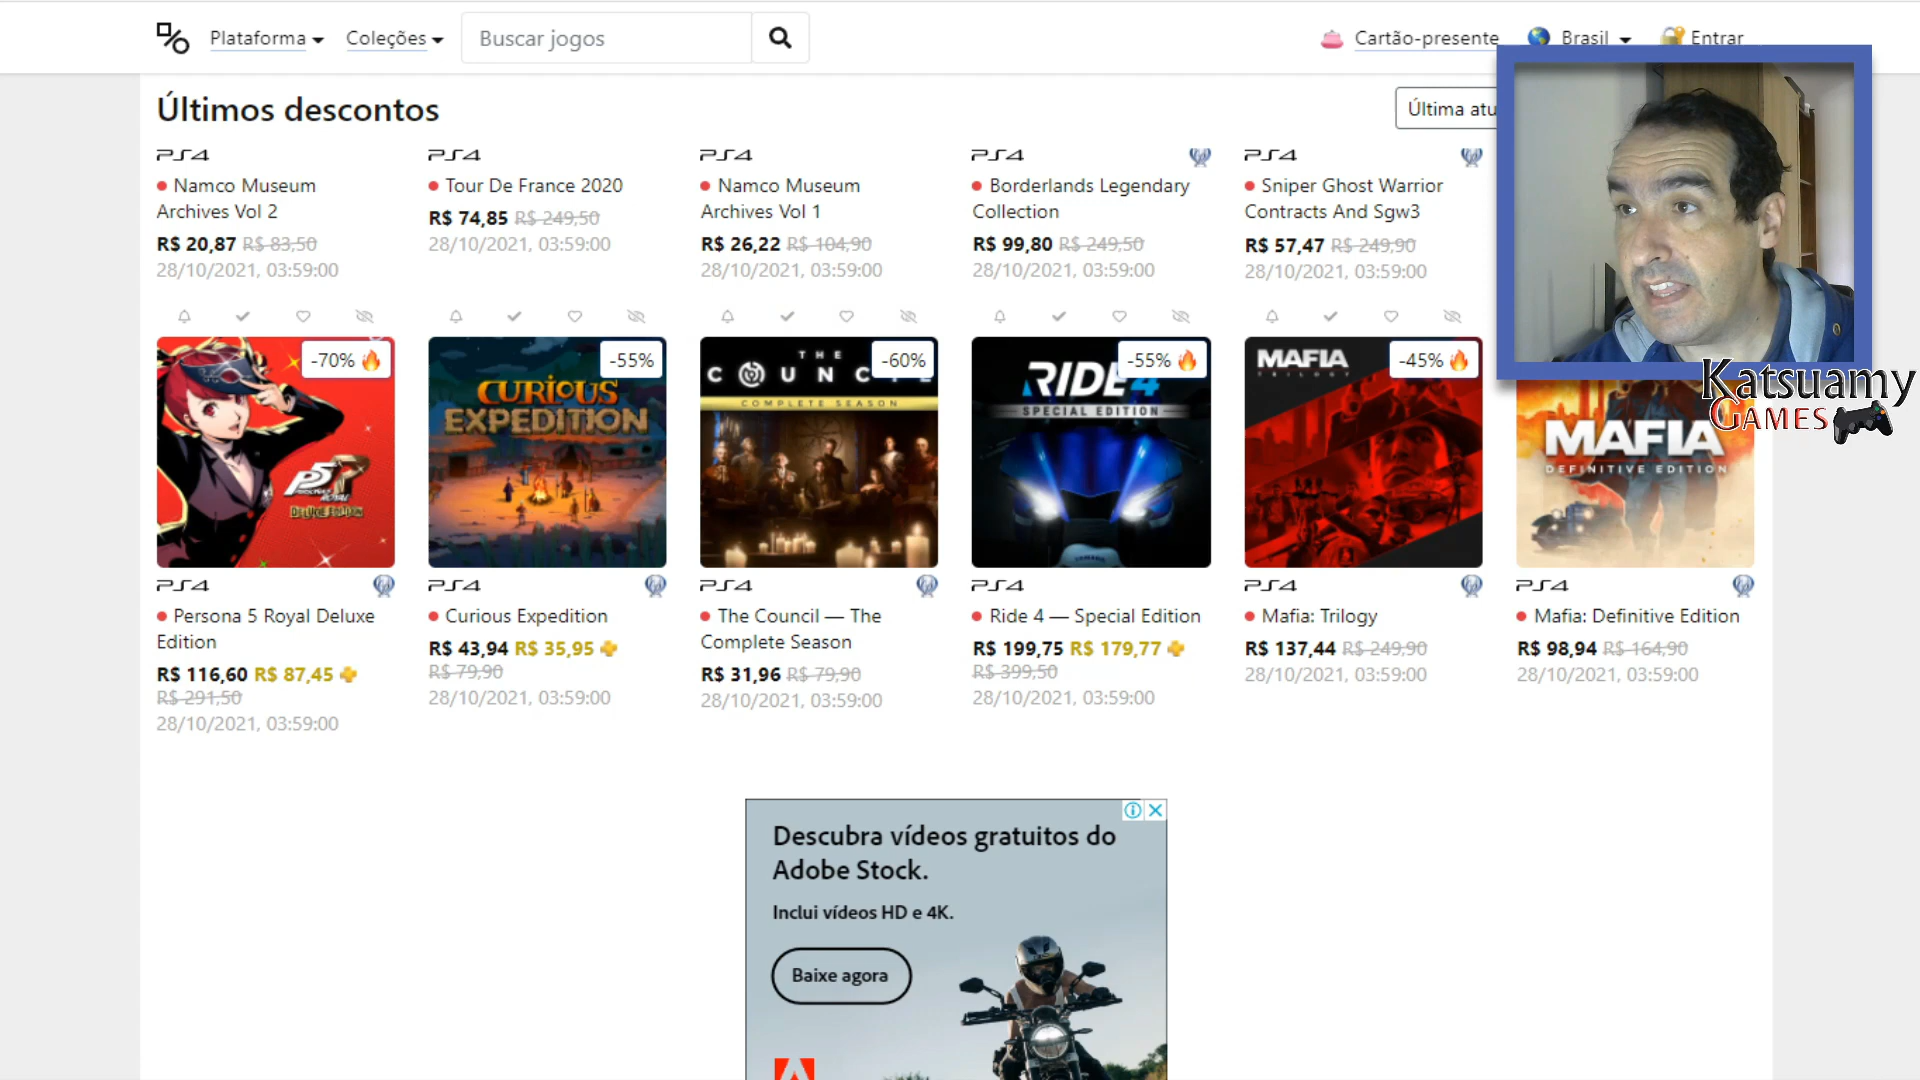 Plataforma
Coleções
Buscar jogos
Cartão-presente
Brasil
Entrar
Últimos descontos
Última atu
PS4
Namco Museum
Archives Vol 2
R$ 20,87 R$ 83,50
28/10/2021, 03:59:00
PS4
Tour De France 2020
R$ 74,85 R$ 249,50
28/10/2021, 03:59:00
PS4
Namco Museum
Archives Vol 1
R$ 26,22 R$ 104,90
28/10/2021, 03:59:00
PS4
Borderlands Legendary
Collection
R$ 99,80 R$ 249,50
28/10/2021, 03:59:00
PS4
Sniper Ghost Warrior
Contracts And Sgw3
R$ 57,47 R$ 249,90
28/10/2021, 03:59:00
Katsuamy
GAMES
-70%
P5R
ROYAL
DELUXE EDITION
PS4
Persona 5 Royal Deluxe
Edition
R$ 116,60 R$ 87,45
R$ 291,50
28/10/2021, 03:59:00
-55%
CURIOUS
EXPEDITION
PS4
Curious Expedition
R$ 43,94 R$ 35,95
R$ 79,90
28/10/2021, 03:59:00
-60%
THE
COUNCIL
COMPLETE SEASON
PS4
The Council — The
Complete Season
R$ 31,96 R$ 79,90
28/10/2021, 03:59:00
-55%
RIDE 4
SPECIAL EDITION
YAMAHA
PS4
Ride 4 — Special Edition
R$ 199,75 R$ 179,77
R$ 399,50
28/10/2021, 03:59:00
-45%
MAFIA
TRILOGY
PS4
Mafia: Trilogy
R$ 137,44 R$ 249,90
28/10/2021, 03:59:00
MAFIA
DEFINITIVE EDITION
PS4
Mafia: Definitive Edition
R$ 98,94 R$ 164,90
28/10/2021, 03:59:00
Descubra vídeos gratuitos do
Adobe Stock.
Inclui vídeos HD e 4K.
Baixe agora